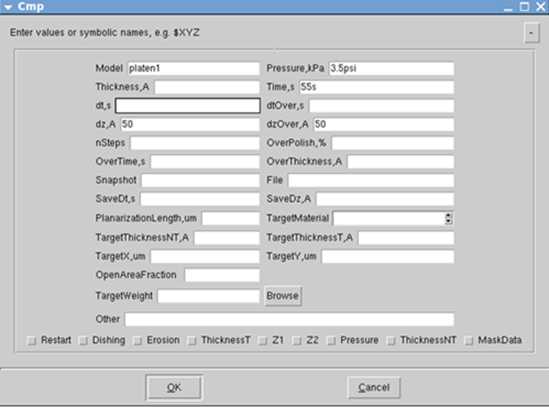 Cmp
Enter values or symbolic names, e.g. $XYZ
-
Model platen1 Pressure,kPa 3.5psi
Thickness,A Time,s 55s
dt,s dtOver,s
dz,A 50 dzOver,A 50
nSteps OverPolish,%
OverTime,s OverThickness,A
Snapshot File
SaveDt,s SaveDz,A
PlanarizationLength,um TargetMaterial
TargetThicknessNT,A TargetThicknessT,A
TargetX,um TargetY,um
OpenAreaFraction
TargetWeight Browse
Other
Restart Dishing Erosion ThicknessT Z1 Z2 Pressure ThicknessNT MaskData
OK Cancel